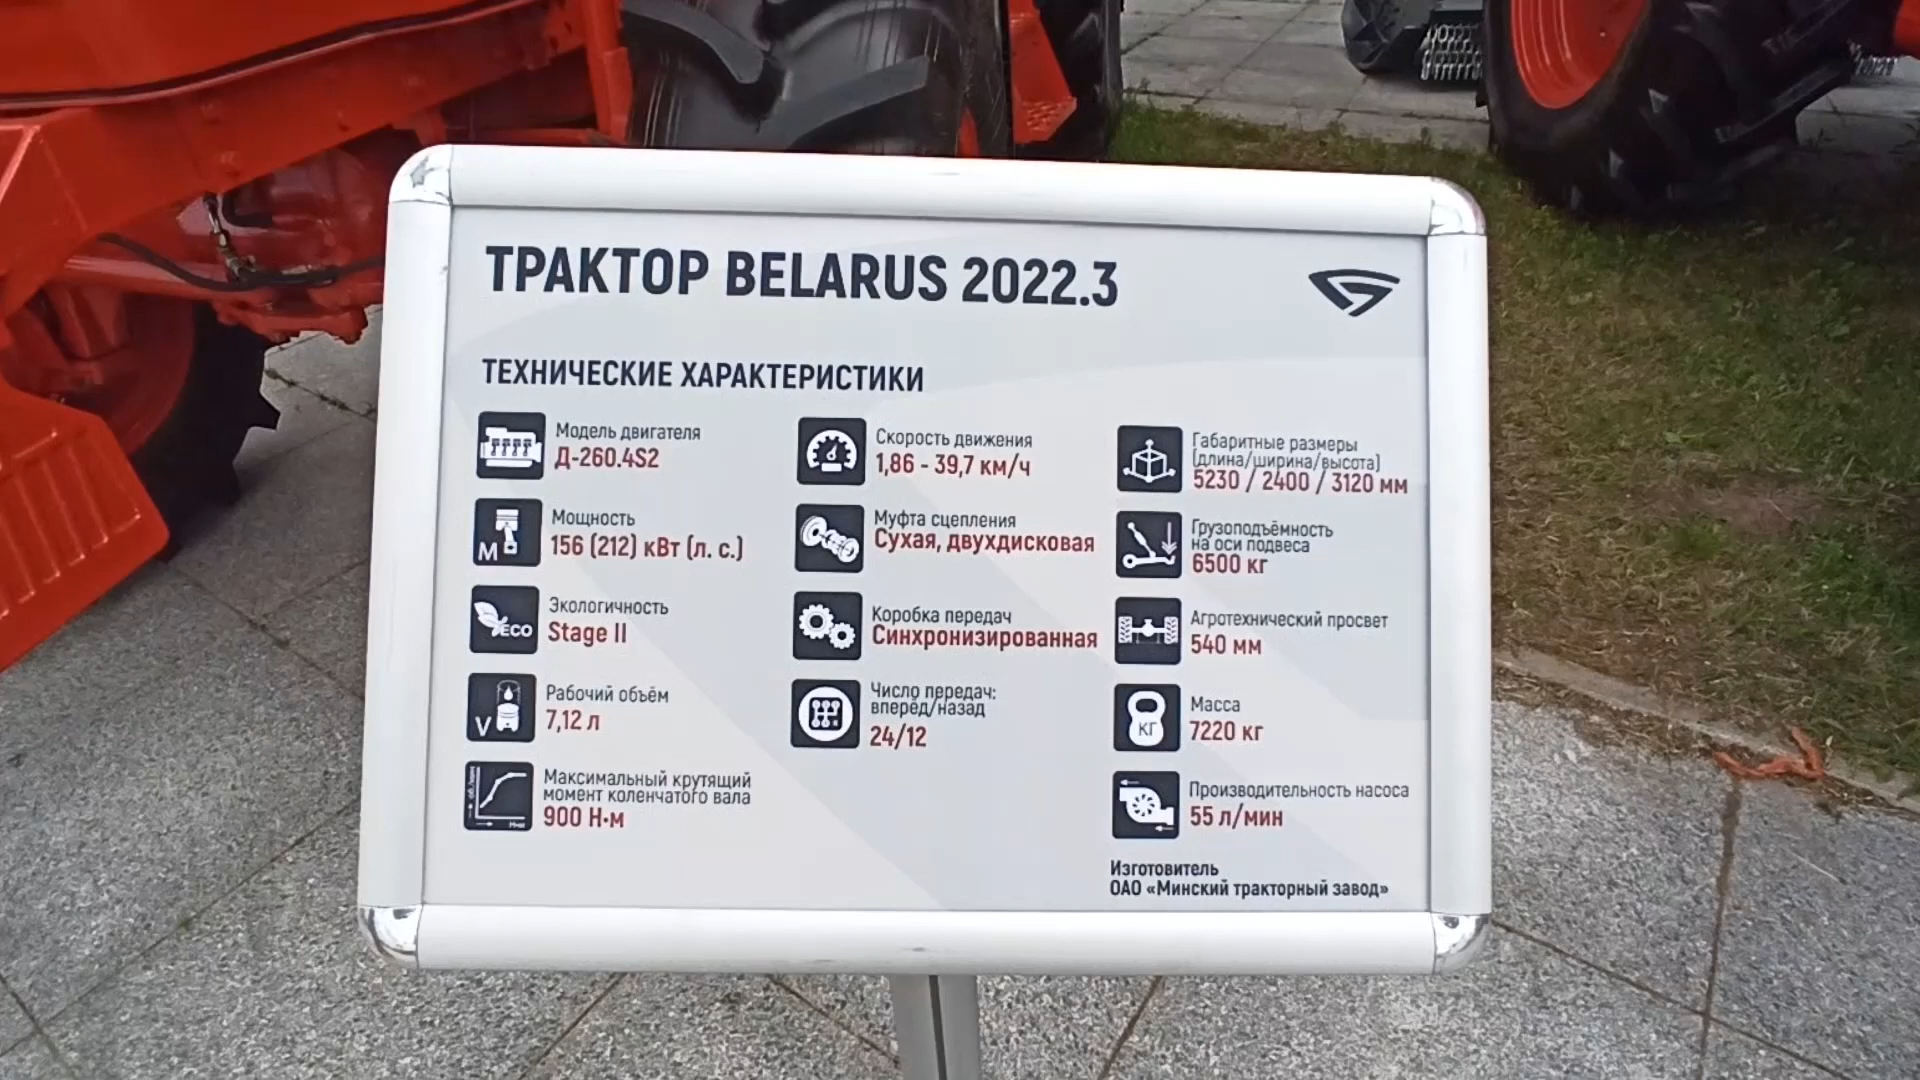 ТРАКТОР BELARUS 2022.3
ТЕХНИЧЕСКИЕ ХАРАКТЕРИСТИКИ
Модель двигателя
Д-260.4S2
М
Мощность
156 (212) кВт (л. с.)
ECO
Экологичность
Stage II
V
Рабочий объём
7,12 л
Максимальный крутящий
момент коленчатого вала
900 Н·м
Скорость движения
1,86 - 39,7 км/ч
Муфта сцепления
Сухая, двухдисковая
Коробка передач
Синхронизированная
Число передач:
вперёд/назад
24/12
Габаритные размеры
(длина/ширина/высота)
5230 / 2400 / 3120 мм
Грузоподъёмность
на оси подвеса
6500 кг
Агротехнический просвет
540 мм
КГ
Масса
7220 кг
Производительность насоса
55 л/мин
Изготовитель
ОАО «Минский тракторный завод»